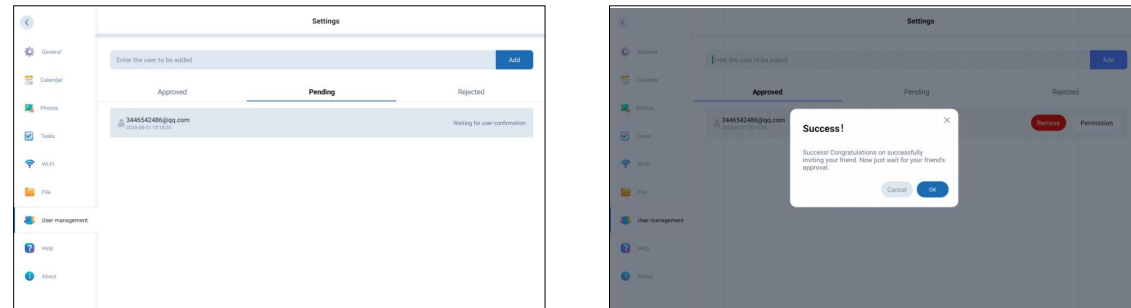 Settings
General
Enter the user to be added
Add
Calendar
Approved
Pending
Rejected
Photos
3446542486@qq.com
Waiting for user confirmation
2025-08-21 10:18:26
Tasks
Wi-Fi
File
User management
Help
About
Settings
General
Enter the user to be added
Add
Calendar
Approved
Pending
Rejected
Photos
3446542486@qq.com
Remove
Permission
Tasks
Success!
Success! Congratulations on successfully
inviting your friend. Now just wait for your friend's
approval.
Cancel
OK
Wi-Fi
File
User management
Help
About